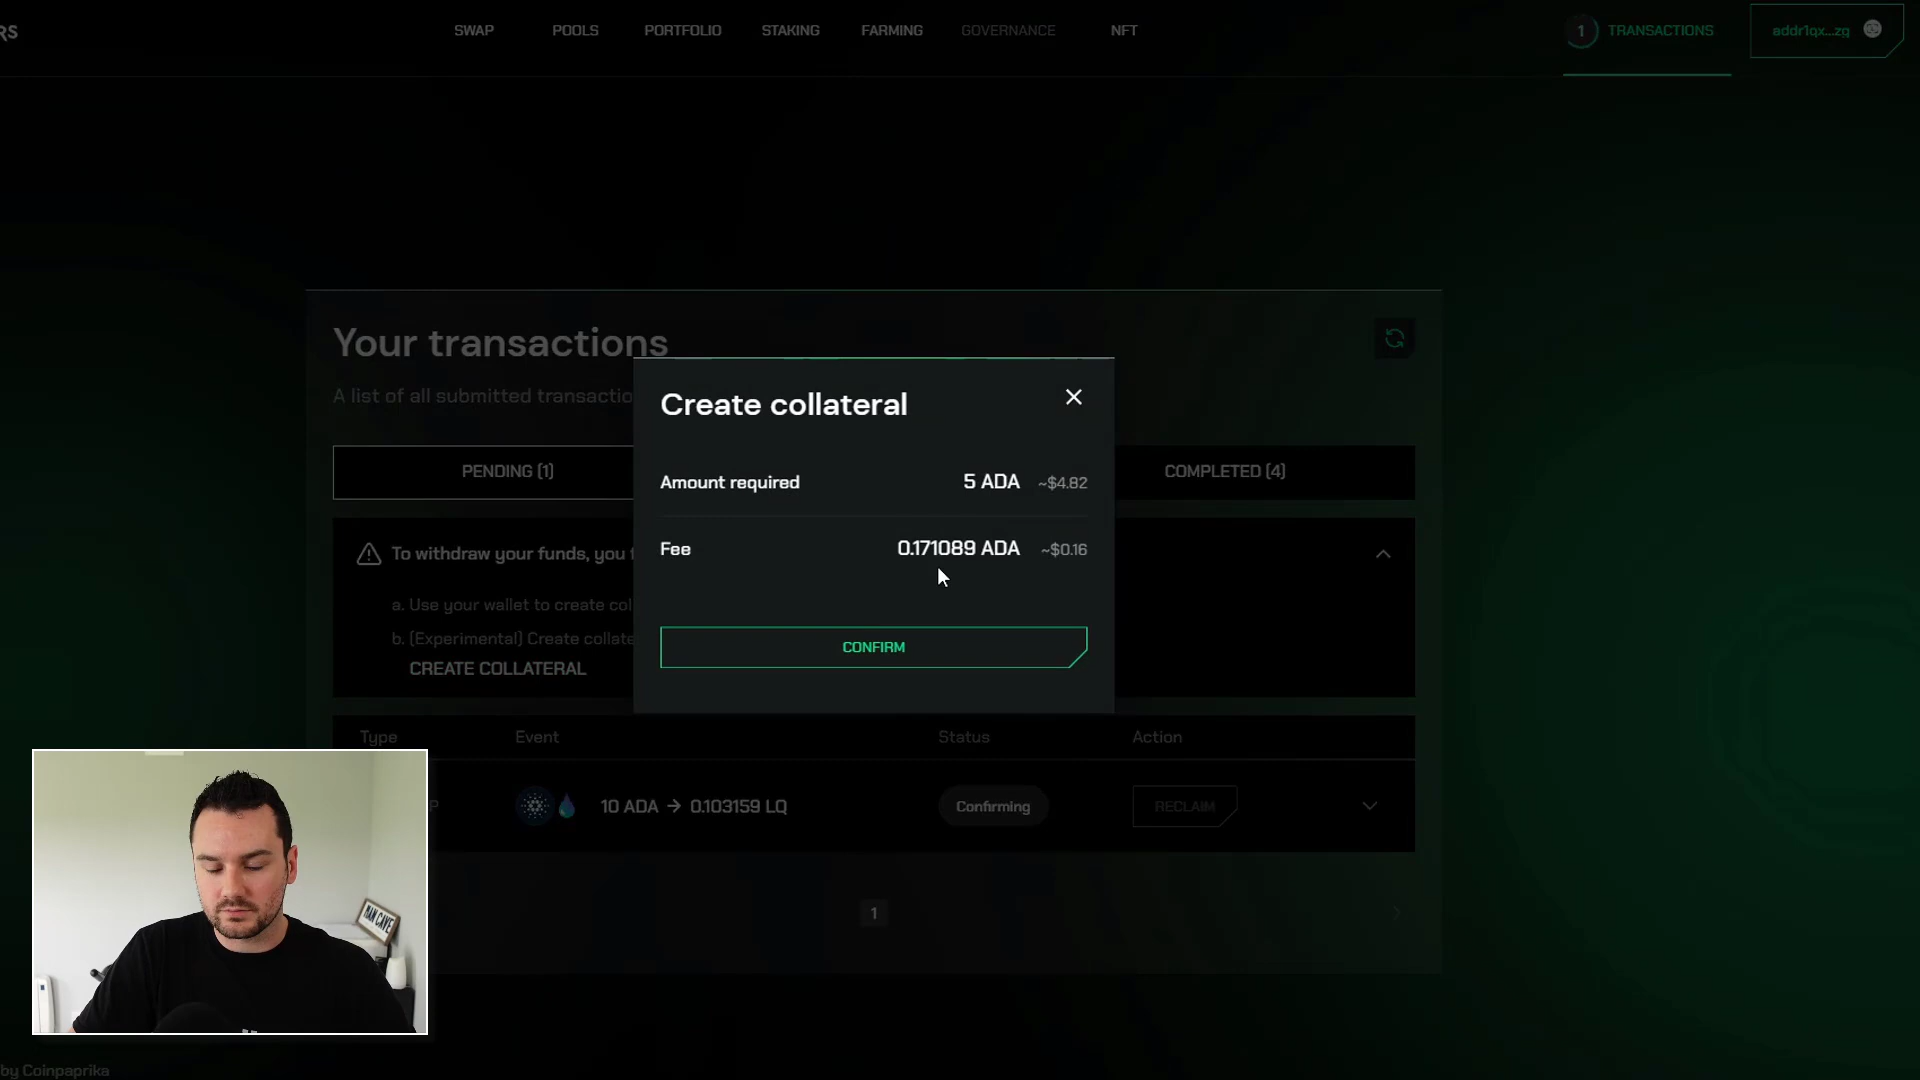 RS
SWAP
POOLS
PORTFOLIO
STAKING
FARMING
GOVERNANCE
NFT
1 TRANSACTIONS
addr1qx...zg
Your transactions
A list of all submitted transactio
Create collateral
PENDING (1)
COMPLETED (4)
Amount required 5 ADA ~$4.82
Fee 0.171089 ADA ~$0.16
CONFIRM
To withdraw your funds, you
a. Use your wallet to create col
b. (Experimental) Create collate
CREATE COLLATERAL
Type Event Status Action
P 10 ADA → 0.103159 LQ Confirming RECLAIM
1
MAN CAVE
by Coinpaprika